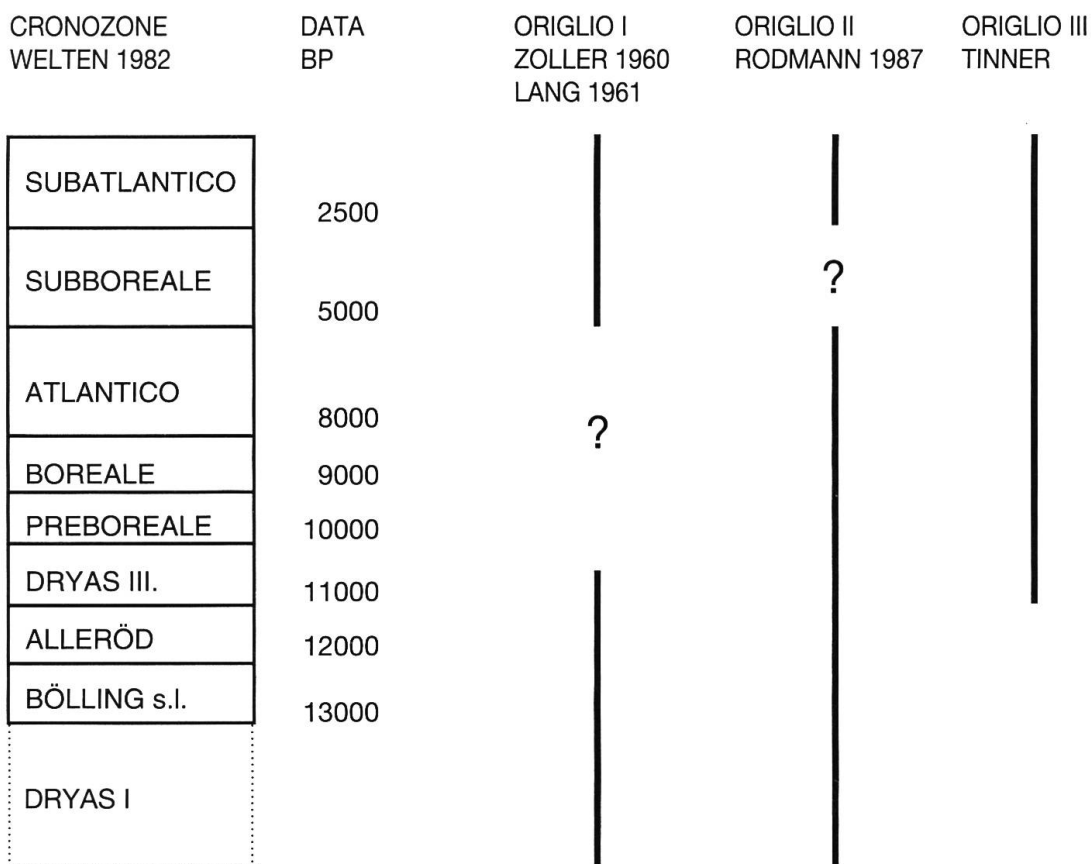 CRONOZONE DATA ORIGLIO I ORIGLIO II ORIGLIO III
WELTEN 1982 BP ZOLLER 1960 RODMANN 1987 TINNER
LANG 1961
SUBATLANTICO
2500
SUBBOREALE ?
5000
ATLANTICO
8000 ?
BOREALE 9000
PREBOREALE 10000
DRYAS III. 11000
ALLERÖD 12000
BÖLLING s.l. 13000
DRYAS I